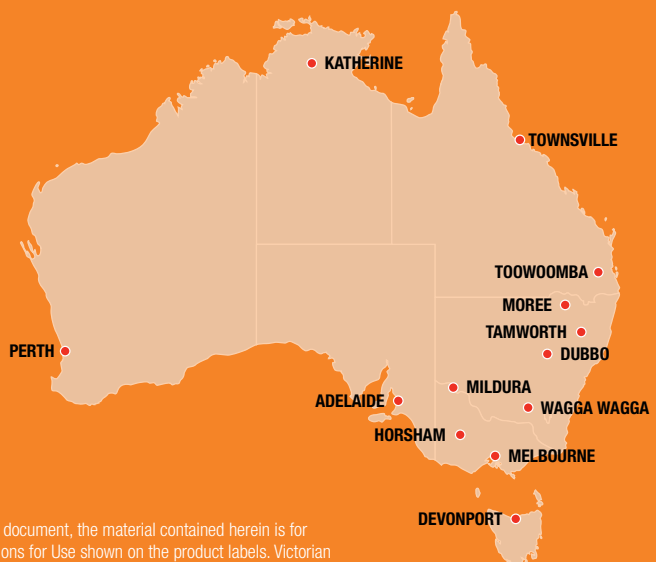 KATHERINE
TOWNSVILLE
TOOWOOMBA
MOREE
TAMWORTH
PERTH
DUBBO
MILDURA
ADELAIDE
WAGGA WAGGA
HORSHAM
MELBOURNE
DEVONPORT
document, the material contained herein is for
ons for Use shown on the product labels. Victorian